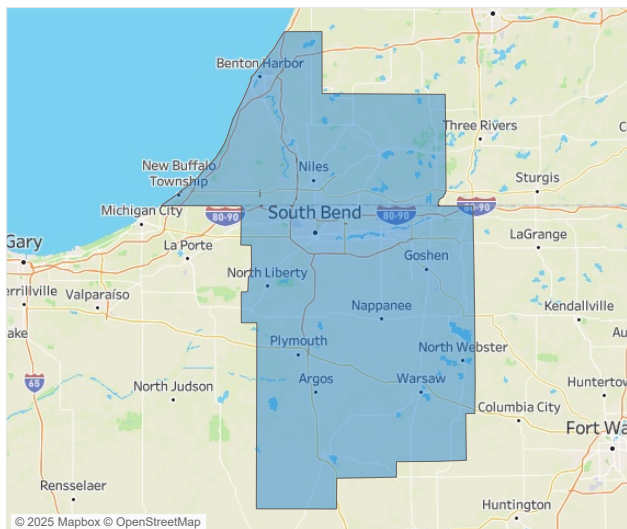 Benton Harbor
Three Rivers
New Buffalo
Township
Niles
Sturgis
Michigan City
80-90
80-90
80-90
South Bend
Gary
La Porte
LaGrange
Goshen
North Liberty
errillville
Valparaíso
Nappanee
Kendallville
Au
ake
Plymouth
North Webster
65
North Judson
Argos
Warsaw
Huntertow
Columbia City
Fort Wa
Rensselaer
Huntington
© 2025 Mapbox © OpenStreetMap